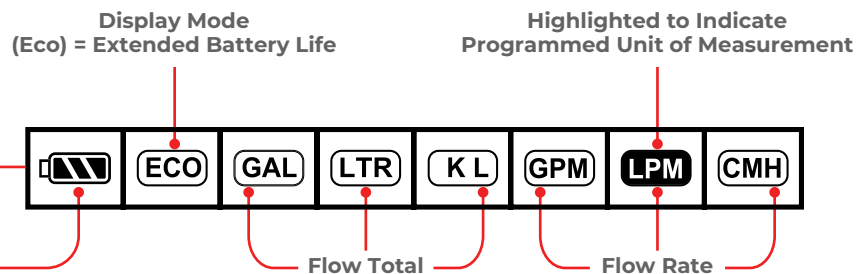 Display Mode
(Eco) = Extended Battery Life
Highlighted to Indicate
Programmed Unit of Measurement
ECO GAL LTR K L GPM LPM CMH
Flow Total
Flow Rate